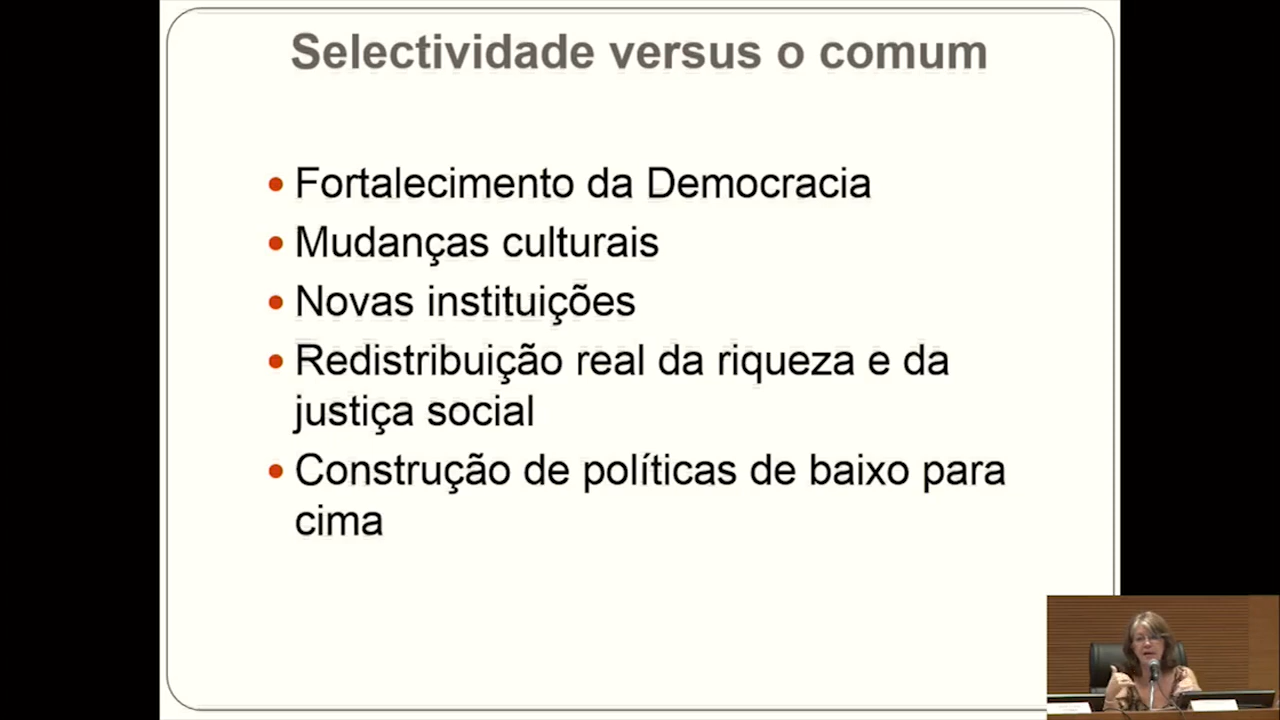 Selectividade versus o comum
• Fortalecimento da Democracia
• Mudanças culturais
• Novas instituições
• Redistribuição real da riqueza e da
justiça social
• Construção de políticas de baixo para
cima